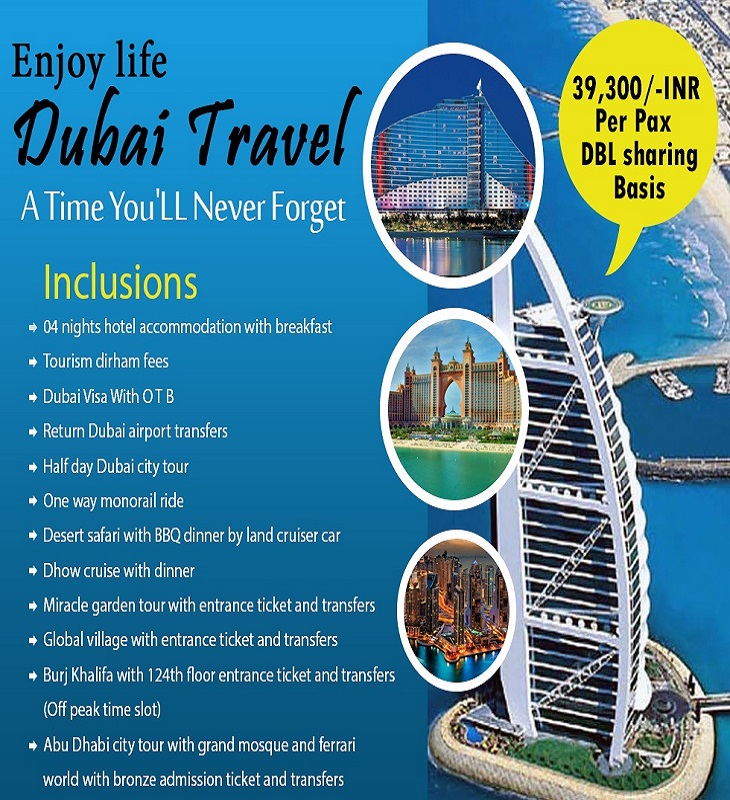 Enjoy life
Dubai Travel
A Time You'LL Never Forget
39,300/-INR
Per Pax
DBL sharing
Basis
Inclusions
04 nights hotel accommodation with breakfast
Tourism dirham fees
Dubai Visa With O T B
Return Dubai airport transfers
Half day Dubai city tour
One way monorail ride
Desert safari with BBQ dinner by land cruiser car
Dhow cruise with dinner
Miracle garden tour with entrance ticket and transfers
Global village with entrance ticket and transfers
Burj Khalifa with 124th floor entrance ticket and transfers
(Off peak time slot)
Abu Dhabi city tour with grand mosque and ferrari
world with bronze admission ticket and transfers